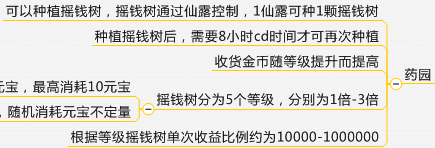 可以种植摇钱树，摇钱树通过仙露控制，1仙露可种1颗摇钱树
种植摇钱树后，需要8小时cd时间才可再次种植
收货金币随等级提升而提高
药园
元宝，最高消耗10元宝
摇钱树分为5个等级，分别为1倍-3倍
，随机消耗元宝不定量
根据等级摇钱树单次收益比例约为10000-1000000